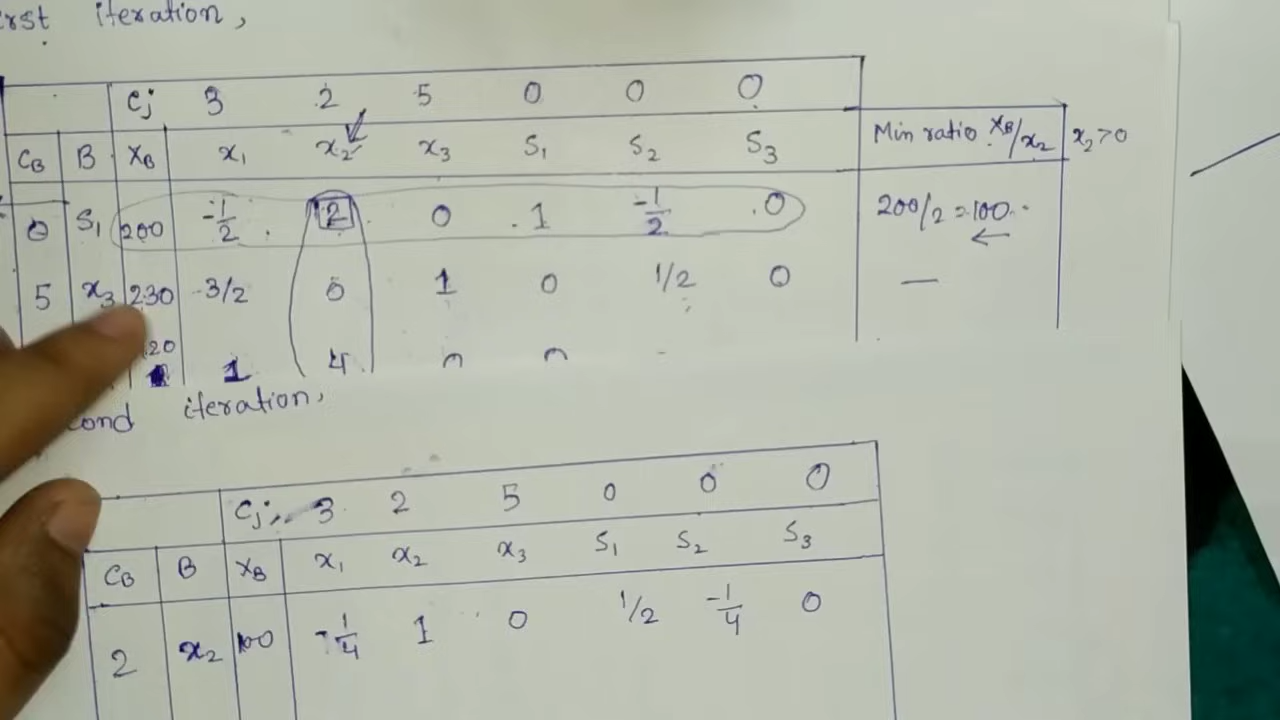 irst iteration,
Cj 3 2 5 0 0 0
CB B XB x1 x2 x3 S1 S2 S3 Min ratio XB/x2 x2>0
0 S1 200 -1/2 2 0 1 -1/2 0 200/2 = 100
5 x3 230 -3/2 0 1 0 1/2 0 —
20 1 4
cond iteration,
Cj 3 2 5 0 0 0
CB B XB x1 x2 x3 S1 S2 S3
2 x2 100 -1/4 1 0 1/2 -1/4 0